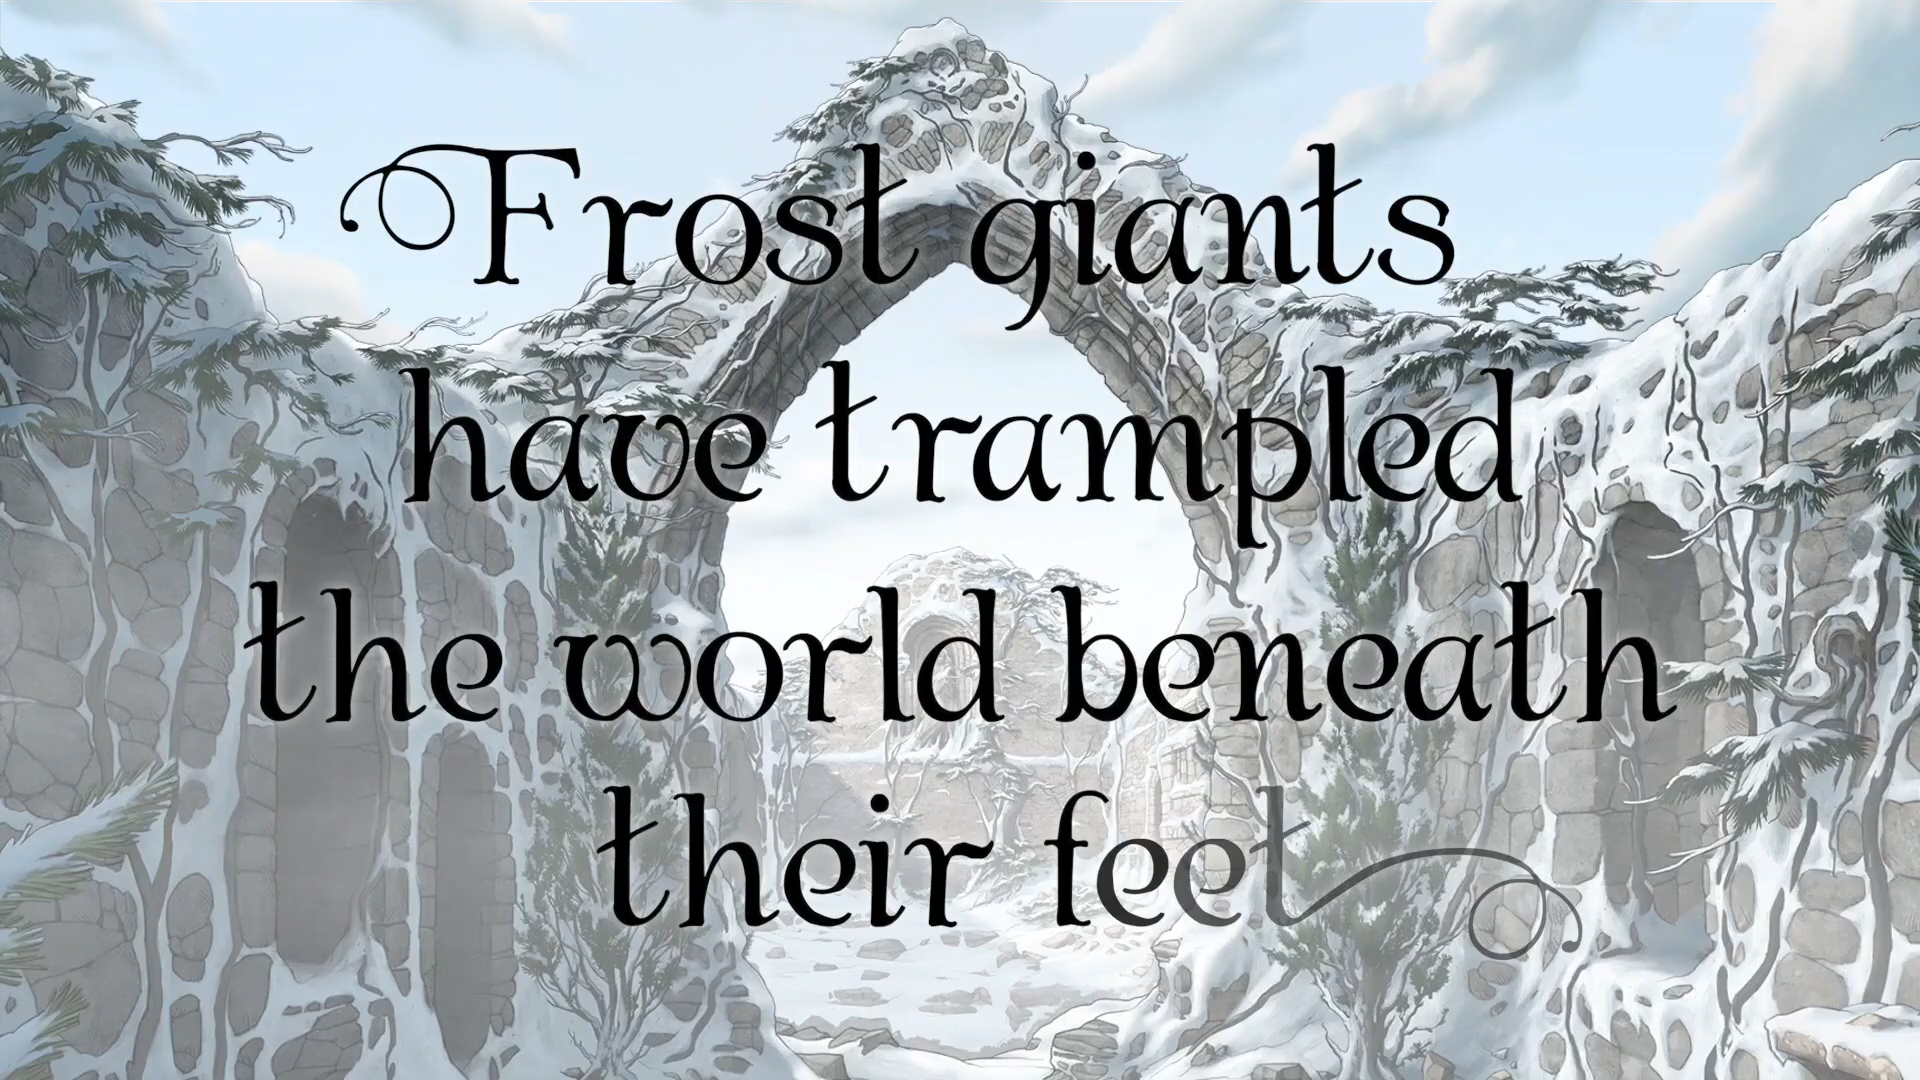 Frost giants
have trampled
the world beneath
their feet